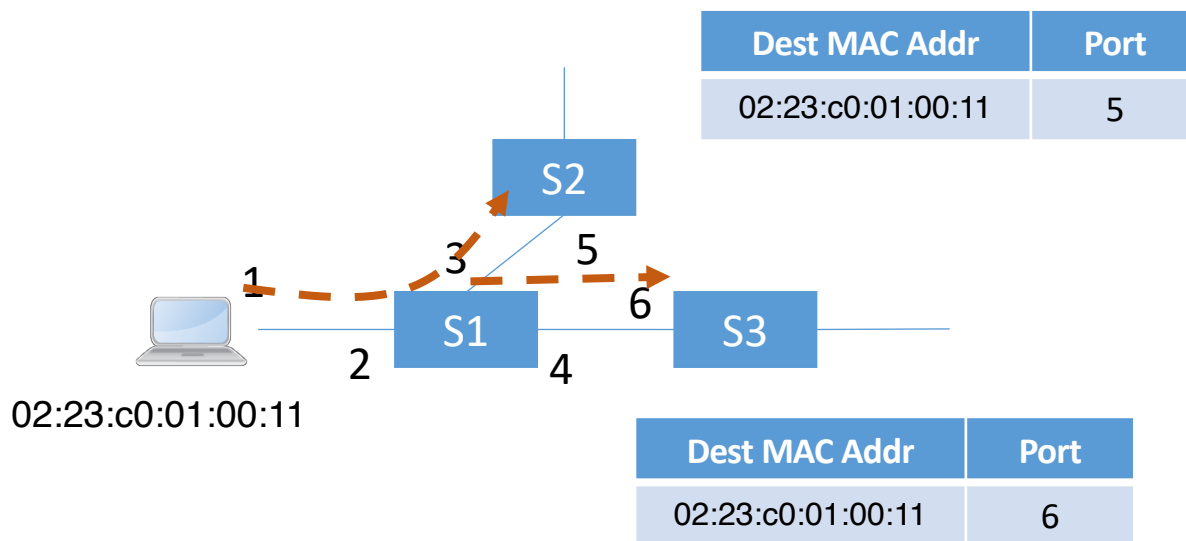 Dest MAC Addr Port
02:23:c0:01:00:11 5
S2
3 5
1
6
S1 S3
2 4
02:23:c0:01:00:11
Dest MAC Addr Port
02:23:c0:01:00:11 6